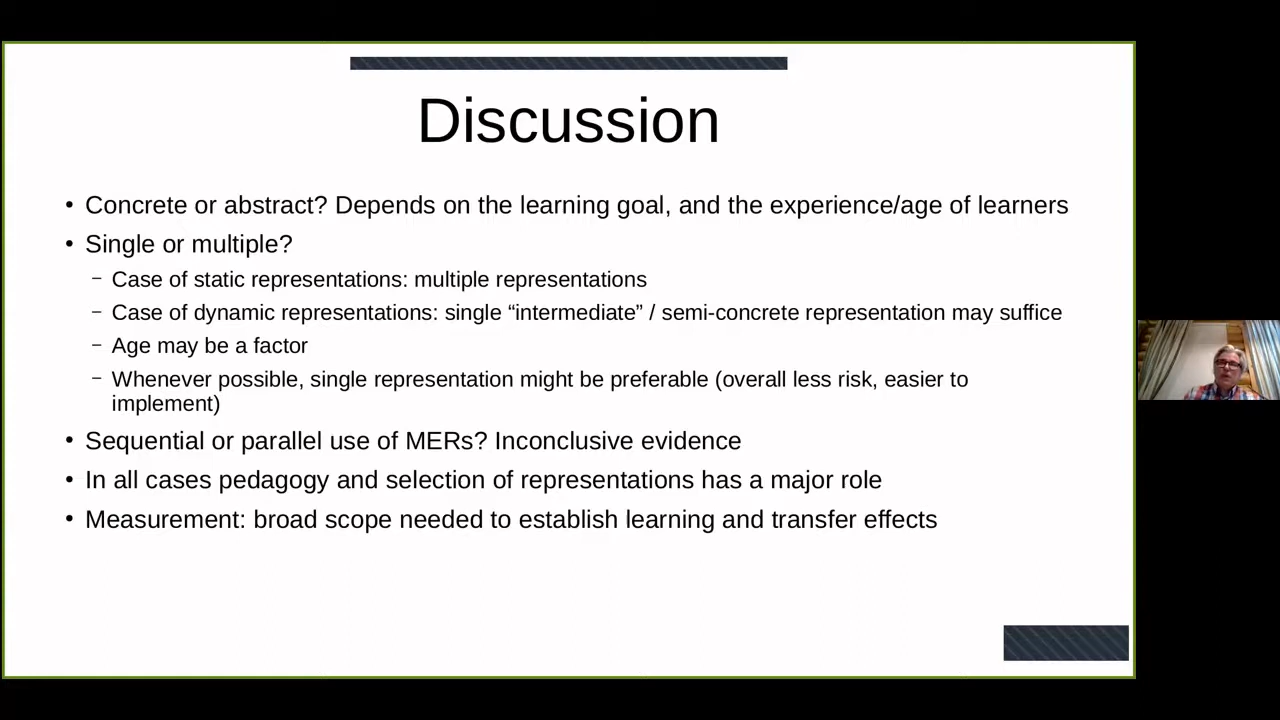 Discussion
• Concrete or abstract? Depends on the learning goal, and the experience/age of learners
• Single or multiple?
– Case of static representations: multiple representations
– Case of dynamic representations: single “intermediate” / semi-concrete representation may suffice
– Age may be a factor
– Whenever possible, single representation might be preferable (overall less risk, easier to
implement)
• Sequential or parallel use of MERs? Inconclusive evidence
• In all cases pedagogy and selection of representations has a major role
• Measurement: broad scope needed to establish learning and transfer effects